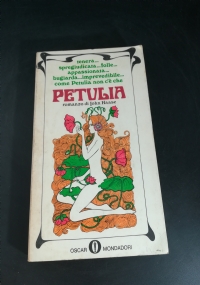 tenera...
spregiudicata...folle...
appassionata...
bugiarda...imprevedibile...
come Petulia non c'è che
PETULIA
romanzo di John Haase
OSCAR MONDADORI